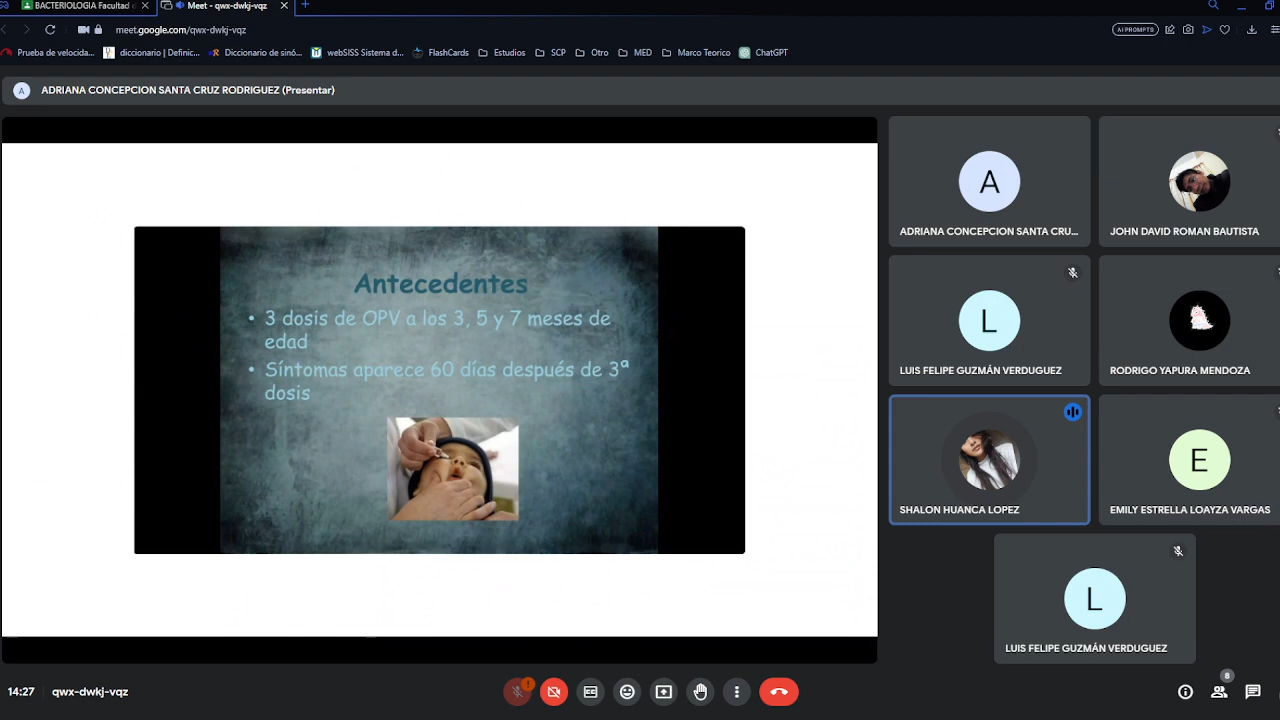 BACTERIOLOGIA Facultad d
Meet - qwx-dwkj-vqz
meet.google.com/qwx-dwkj-vqz
AI PROMPTS
Prueba de velocida...
diccionario | Definic...
Diccionario de sinó...
webSISS Sistema d...
FlashCards
Estudios
SCP
Otro
MED
Marco Teorico
ChatGPT
A
ADRIANA CONCEPCION SANTA CRUZ RODRIGUEZ (Presentar)
Antecedentes
• 3 dosis de OPV a los 3, 5 y 7 meses de
edad
• Síntomas aparece 60 días después de 3ª
dosis
A
ADRIANA CONCEPCION SANTA CRU...
JOHN DAVID ROMAN BAUTISTA
L
LUIS FELIPE GUZMÁN VERDUGUEZ
RODRIGO YAPURA MENDOZA
SHALON HUANCA LOPEZ
E
EMILY ESTRELLA LOAYZA VARGAS
L
LUIS FELIPE GUZMÁN VERDUGUEZ
14:27
qwx-dwkj-vqz
8